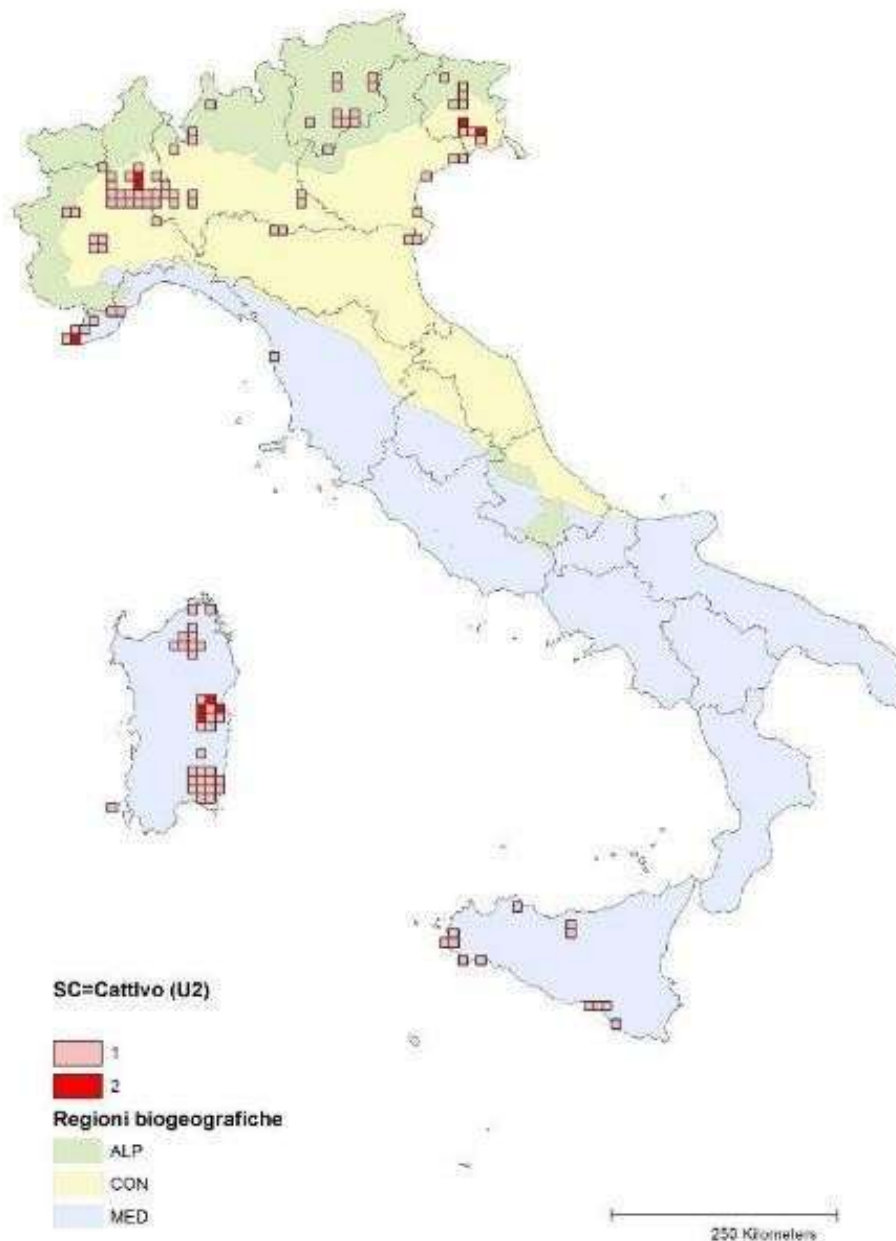 SC=Cattivo (U2)
1
2
Regioni biogeografiche
ALP
CON
MED
250 Kilometers